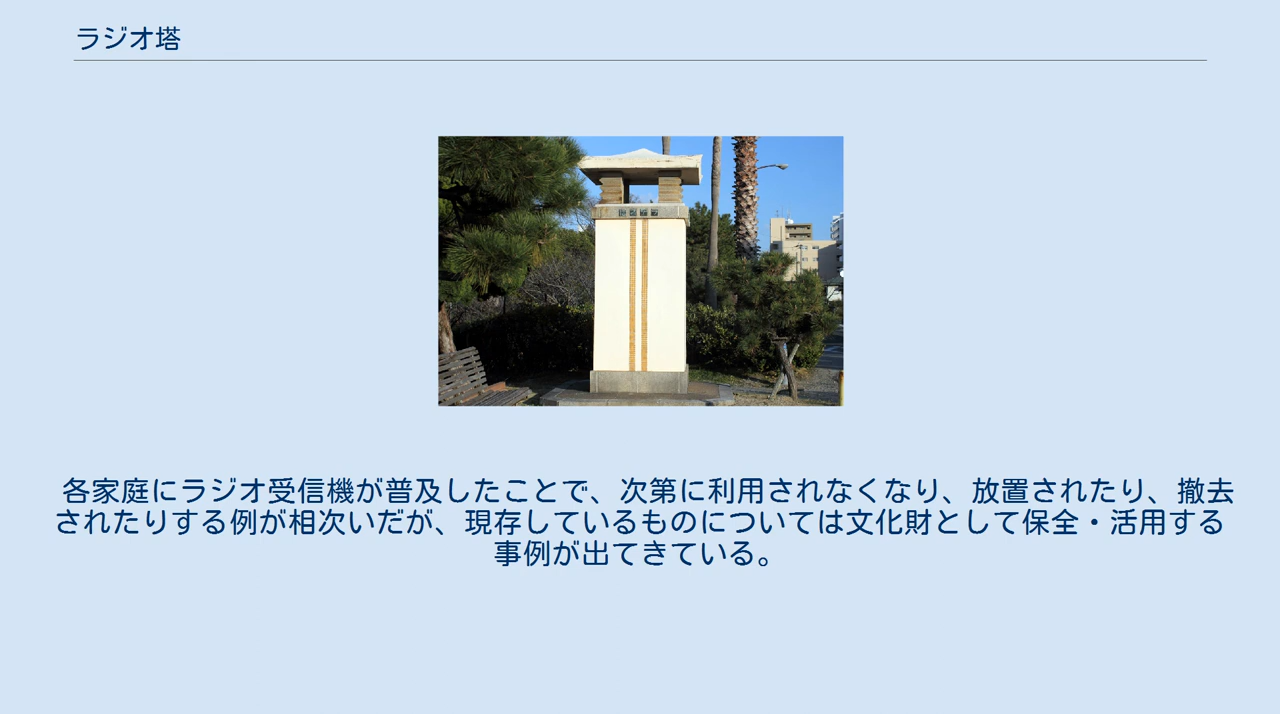 ラジオ塔
各家庭にラジオ受信機が普及したことで、次第に利用されなくなり、放置されたり、撤去
されたりする例が相次いだが、現存しているものについては文化財として保全・活用する
事例が出てきている。